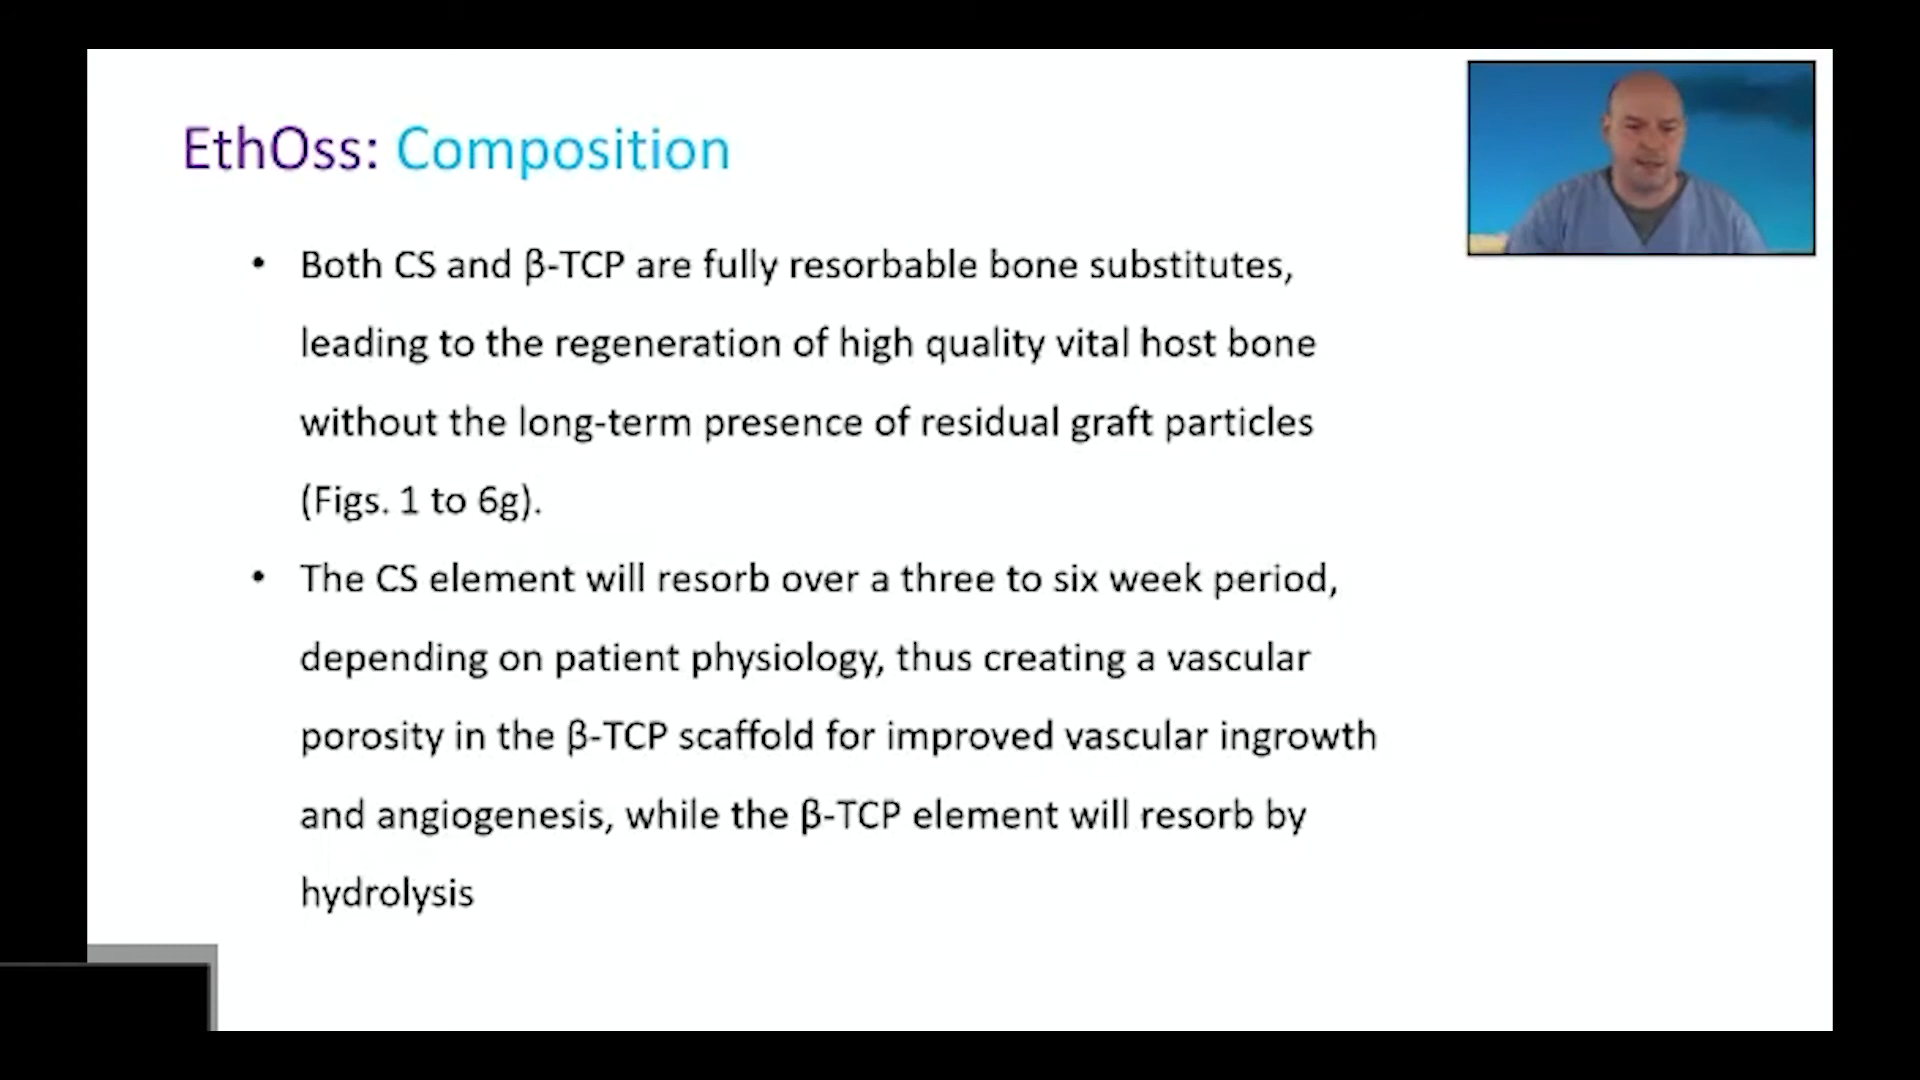 EthOss: Composition
• Both CS and β-TCP are fully resorbable bone substitutes,
leading to the regeneration of high quality vital host bone
without the long-term presence of residual graft particles
(Figs. 1 to 6g).
• The CS element will resorb over a three to six week period,
depending on patient physiology, thus creating a vascular
porosity in the β-TCP scaffold for improved vascular ingrowth
and angiogenesis, while the β-TCP element will resorb by
hydrolysis